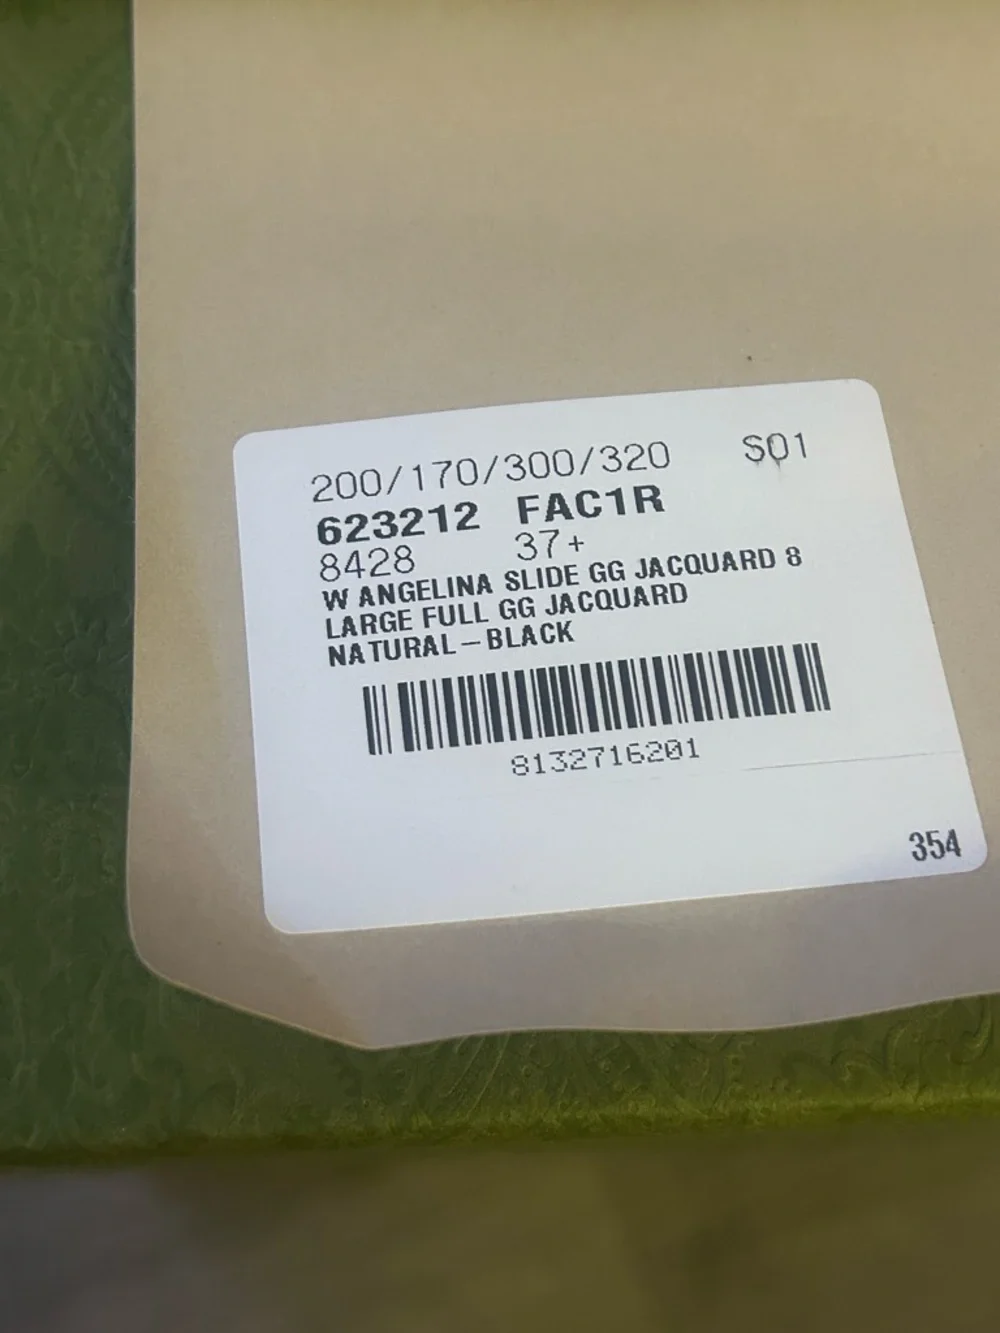 200/170/300/320 S01
623212 FAC1R
8428 37+
W ANGELINA SLIDE GG JACQUARD 8
LARGE FULL GG JACQUARD
NATURAL-BLACK
8132716201
354